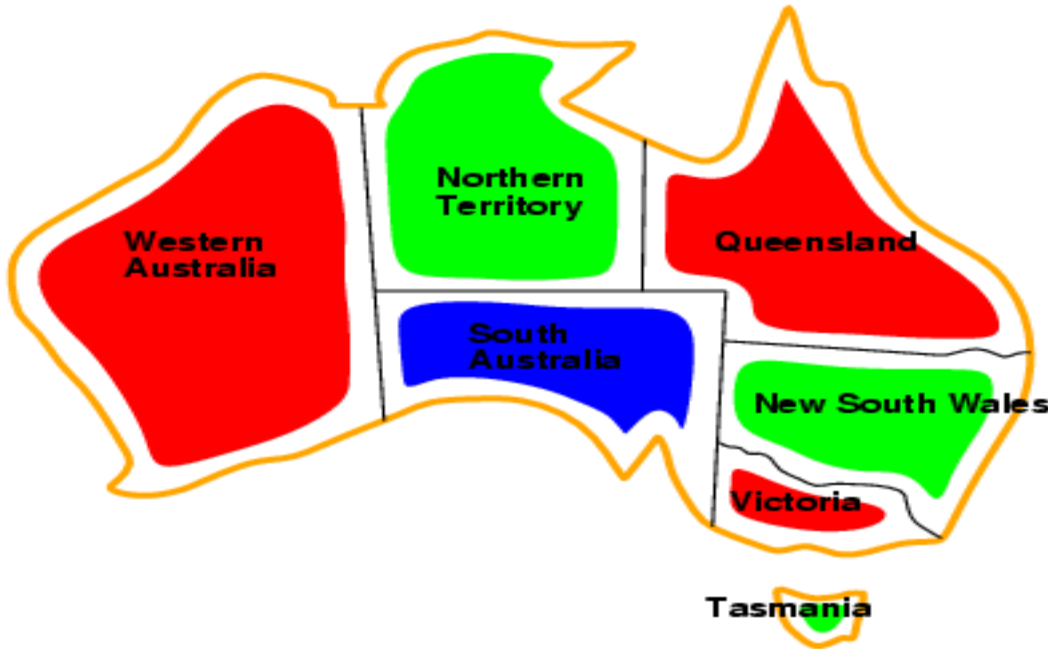 Northern
Territory
Western
Australia
Queensland
South
Australia
New South Wales
Victoria
Tasmania